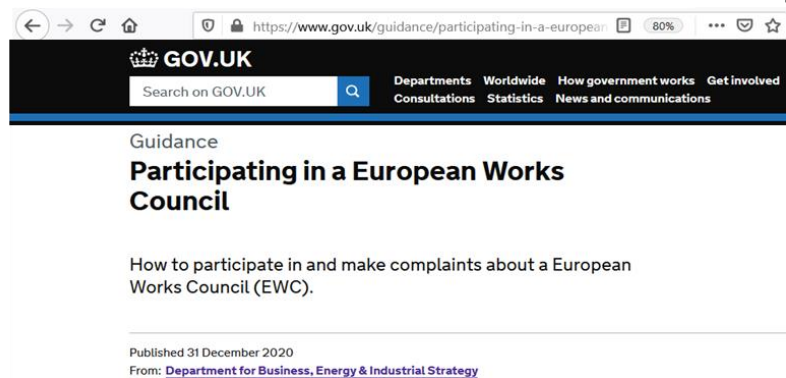 https://www.gov.uk/guidance/participating-in-a-european
80%
GOV.UK
Search on GOV.UK
Departments Worldwide How government works Get involved
Consultations Statistics News and communications
Guidance
Participating in a European Works
Council
How to participate in and make complaints about a European
Works Council (EWC).
Published 31 December 2020
From: Department for Business, Energy & Industrial Strategy